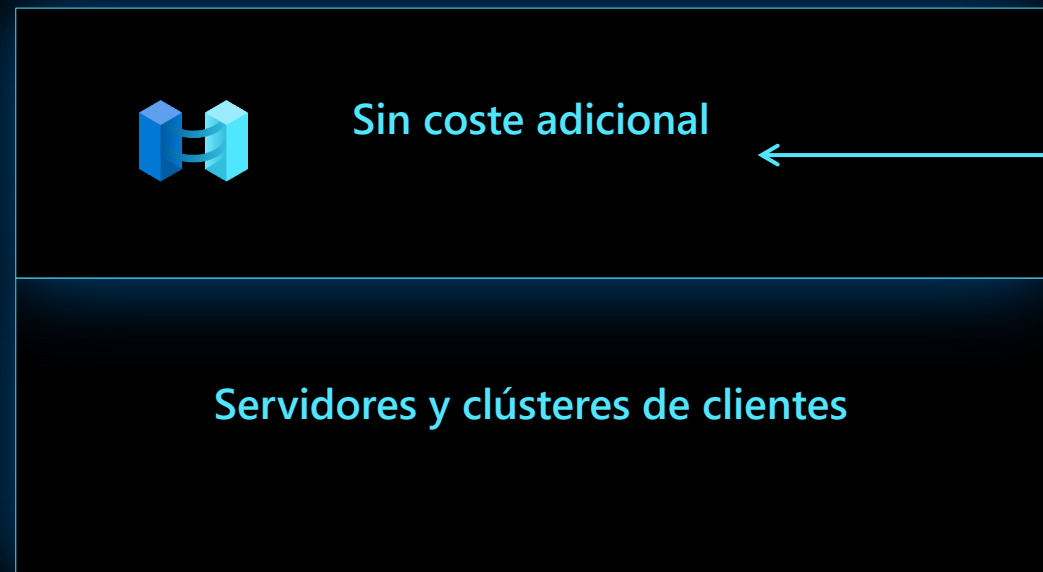 Sin coste adicional
Servidores y clústeres de clientes